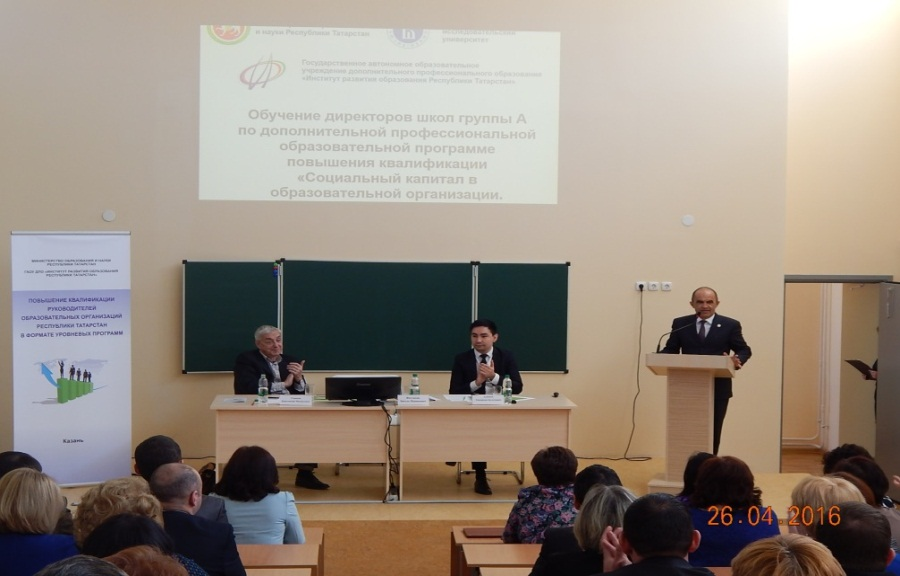 и науки Республики Татарстан
университет
Государственное автономное образовательное
учреждение дополнительного профессионального образования
«Институт развития образования Республики Татарстан»
Обучение директоров школ группы А
по дополнительной профессиональной
образовательной программе
повышения квалификации
«Социальный капитал в
образовательной организации.
МИНИСТЕРСТВО ОБРАЗОВАНИЯ И НАУКИ
РЕСПУБЛИКИ ТАТАРСТАН
ГАОУ ДПО «ИНСТИТУТ РАЗВИТИЯ ОБРАЗОВАНИЯ
РЕСПУБЛИКИ ТАТАРСТАН»
ПОВЫШЕНИЕ КВАЛИФИКАЦИИ
РУКОВОДИТЕЛЕЙ
ОБРАЗОВАТЕЛЬНЫХ ОРГАНИЗАЦИЙ
РЕСПУБЛИКИ ТАТАРСТАН
В ФОРМАТЕ УРОВНЕВЫХ ПРОГРАММ
Казань
26.04.2016